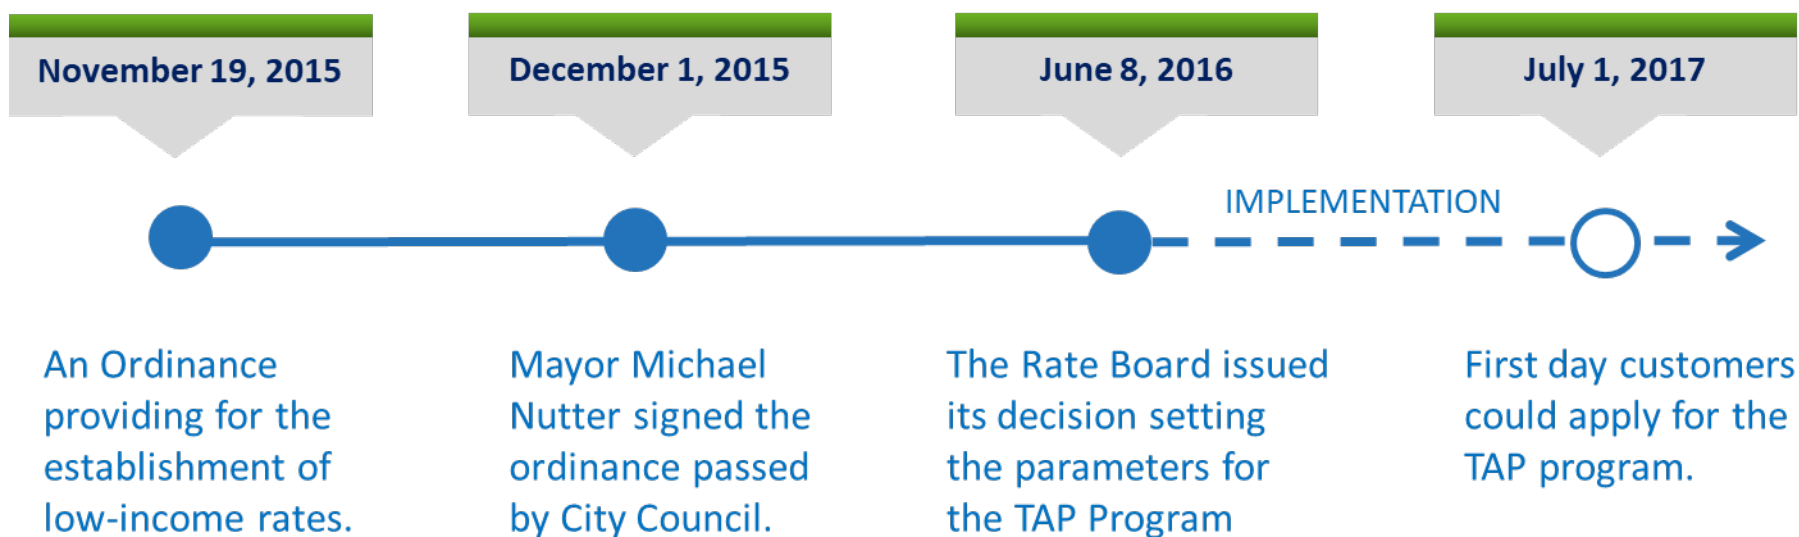 November 19, 2015
December 1, 2015
June 8, 2016
July 1, 2017
IMPLEMENTATION
An Ordinance
providing for the
establishment of
low-income rates.
Mayor Michael
Nutter signed the
ordinance passed
by City Council.
The Rate Board issued
its decision setting
the parameters for
the TAP Program
First day customers
could apply for the
TAP program.